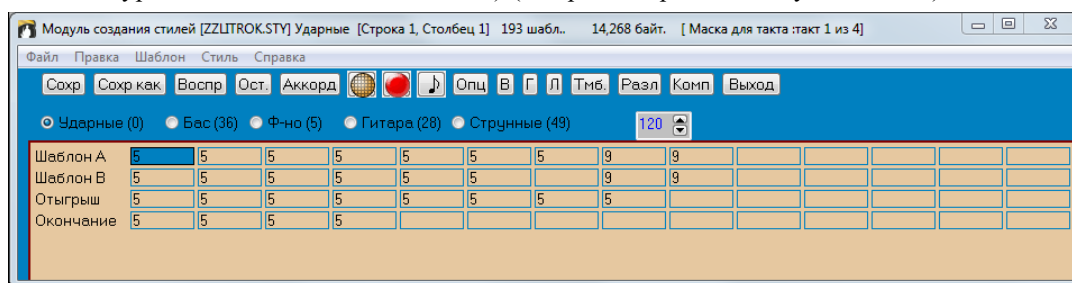 Модуль создания стилей [ZZLITROK.STY] Ударные [Строка 1, Столбец 1] 193 шабл.. 14,268 байт. [ Маска для такта :такт 1 из 4]
Файл Правка Шаблон Стиль Справка
Сохр Сохр как Воспр Ост. Аккорд Опц В Г Л Тмб. Разл Комп Выход
Ударные (0) Бас (36) Ф-но (5) Гитара (28) Струнные (49) 120
Шаблон А 5 5 5 5 5 5 5 9 9
Шаблон В 5 5 5 5 5 5 9 9
Отыгрыш 5 5 5 5 5 5 5 5
Окончание 5 5 5 5